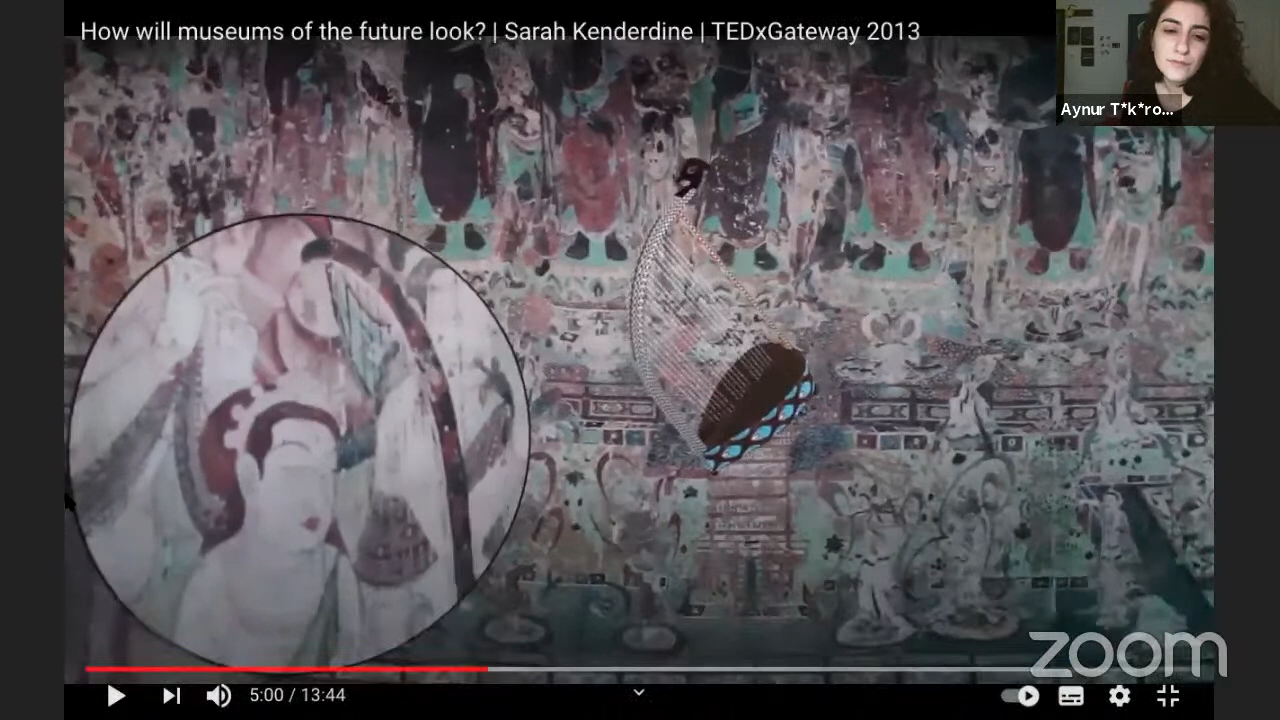 How will museums of the future look? | Sarah Kenderdine | TEDxGateway 2013
Aynur T*k*ro...
zoom
5:00 / 13:44